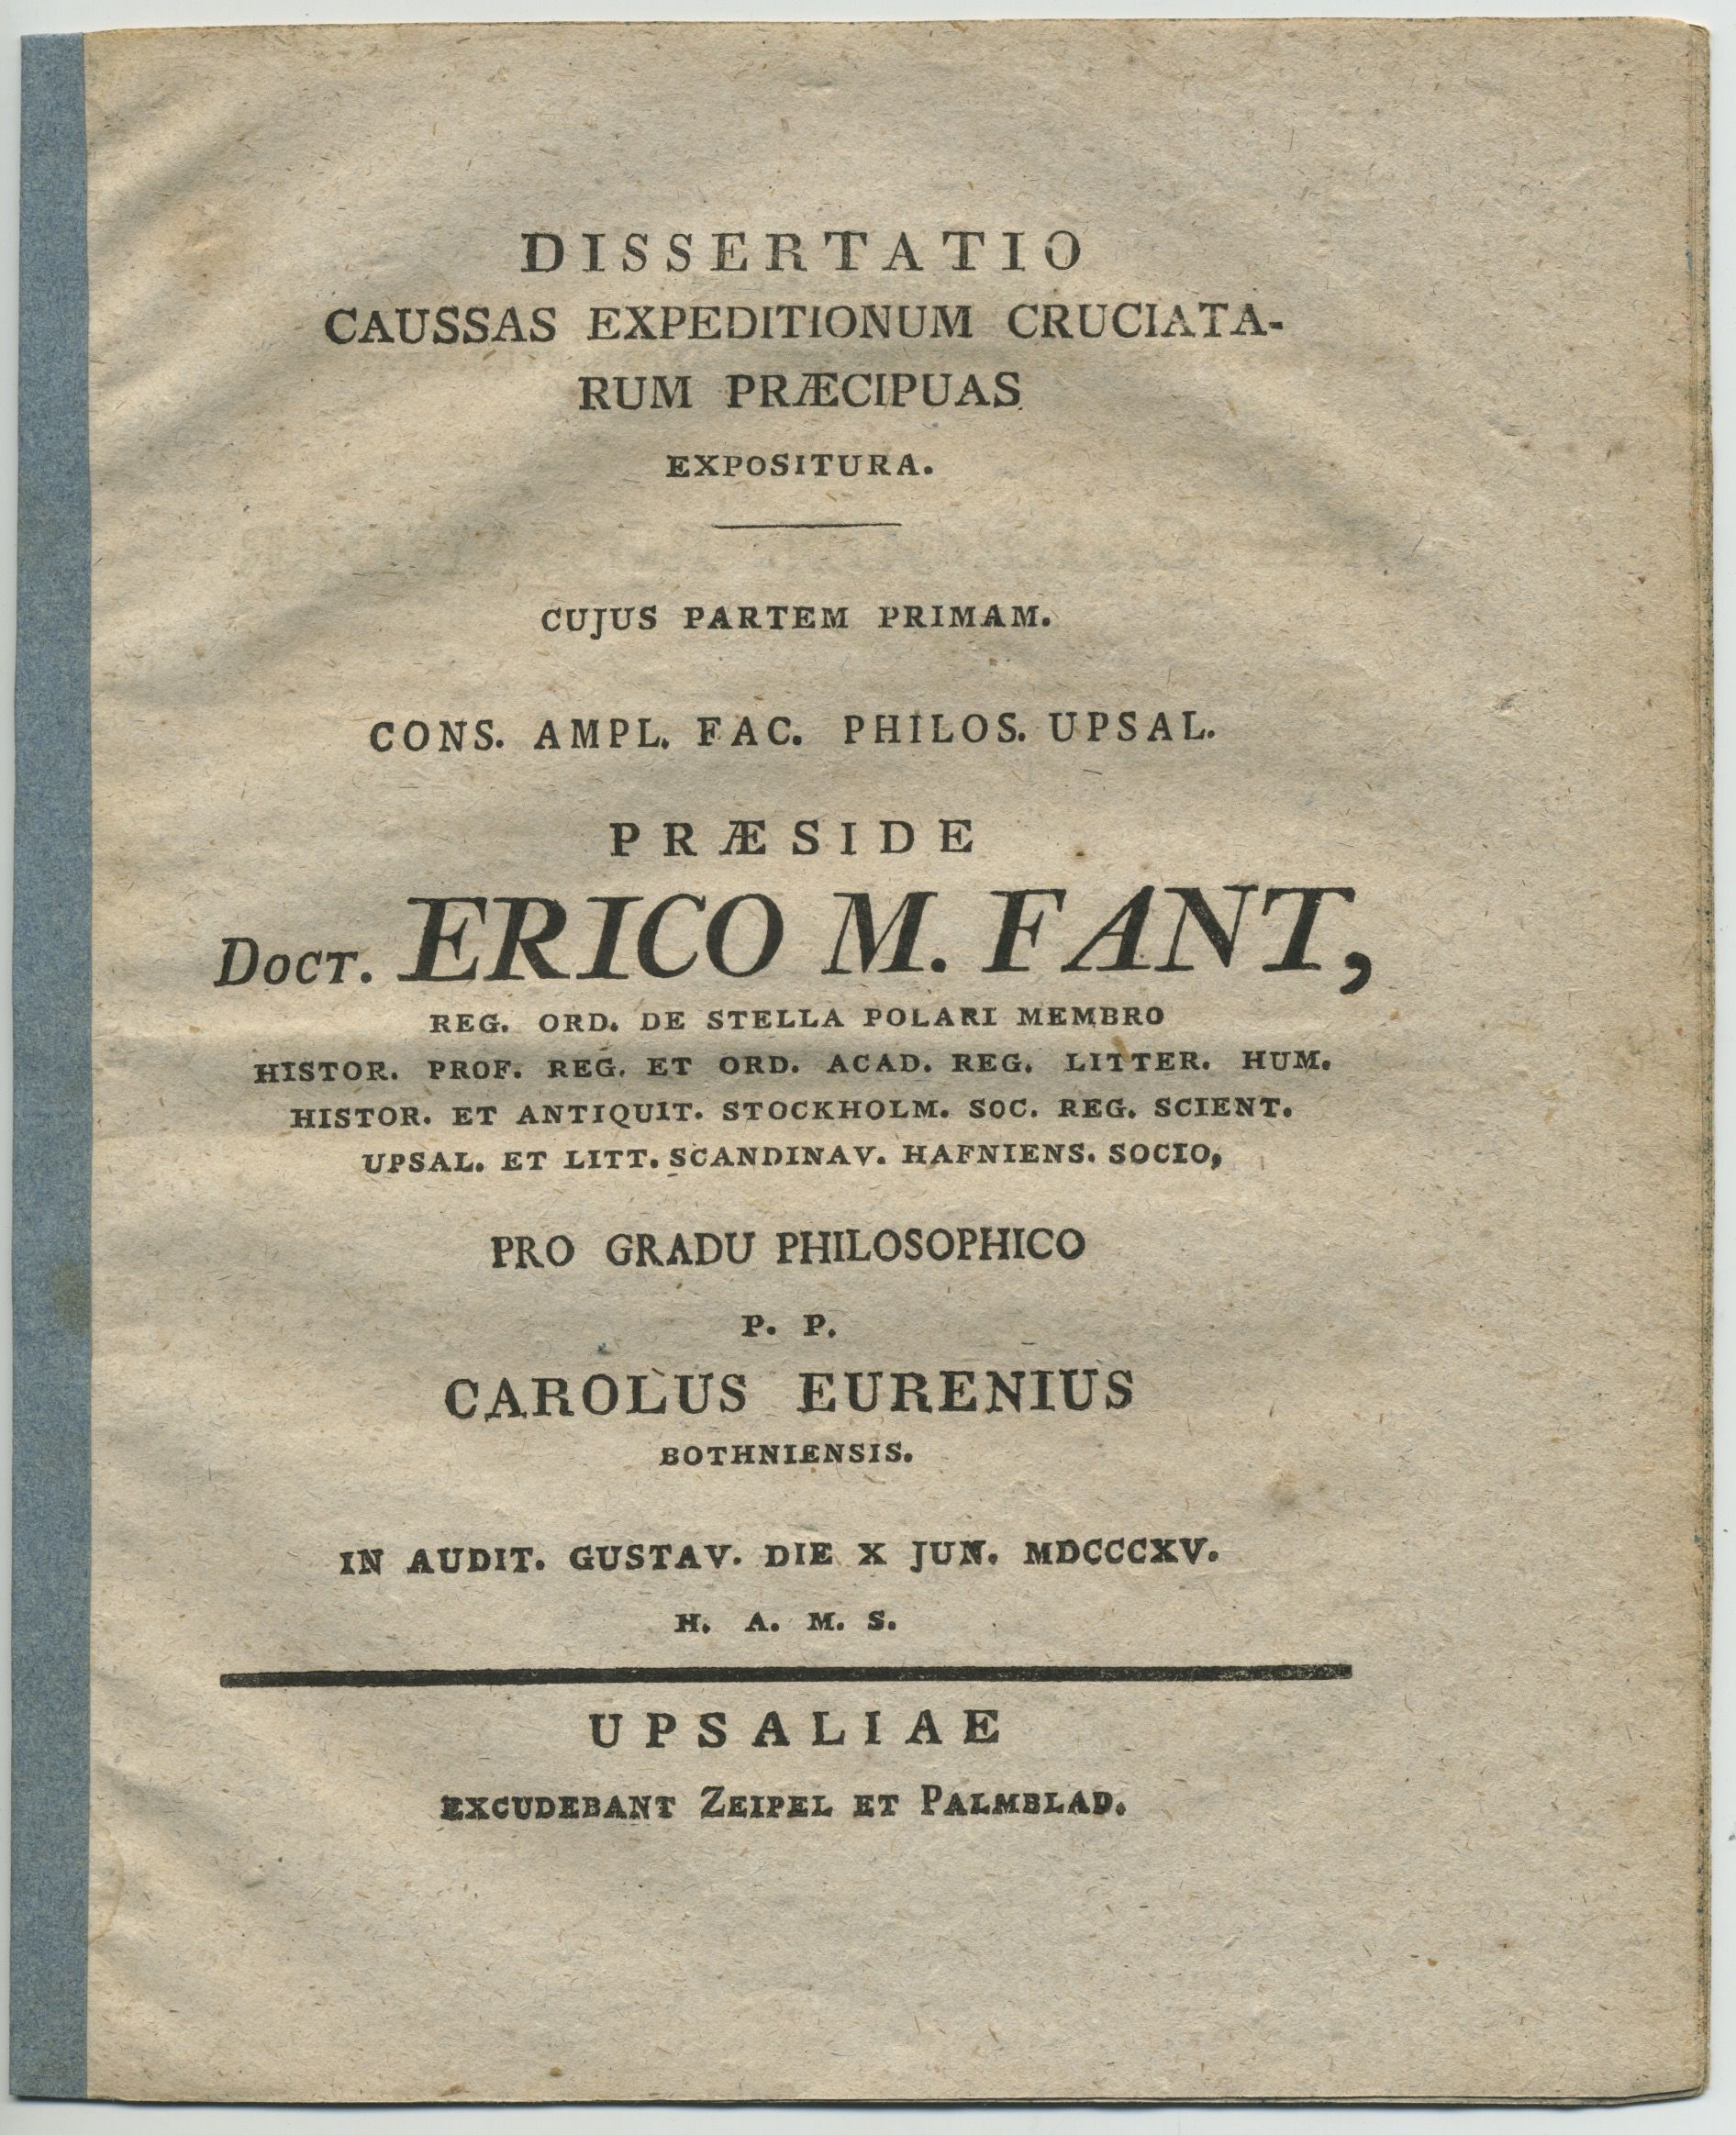 DISSERTATIO
CAUSSAS EXPEDITIONUM CRUCIATA-
RUM PRÆCIPUAS
EXPOSITURA.
CUJUS PARTEM PRIMAM.
CONS. AMPL. FAC. PHILOS. UPSAL.
PRÆSIDE
DOCT. ERICO M. FANT,
REG. ORD. DE STELLA POLARI MEMBRO
HISTOR. PROF. REG. ET ORD. ACAD. REG. LITTER. HUM.
HISTOR. ET ANTIQUIT. STOCKHOLM. SOC. REG. SCIENT.
UPSAL. ET LITT. SCANDINAV. HAFNIENS. SOCIO,
PRO GRADU PHILOSOPHICO
P. P.
CAROLUS EURENIUS
BOTHNIENSIS.
IN AUDIT. GUSTAV. DIE X JUN. MDCCCXV.
H. A. M. S.
UPSALIAE
EXCUDEBANT ZEIPEL ET PALMBLAD.